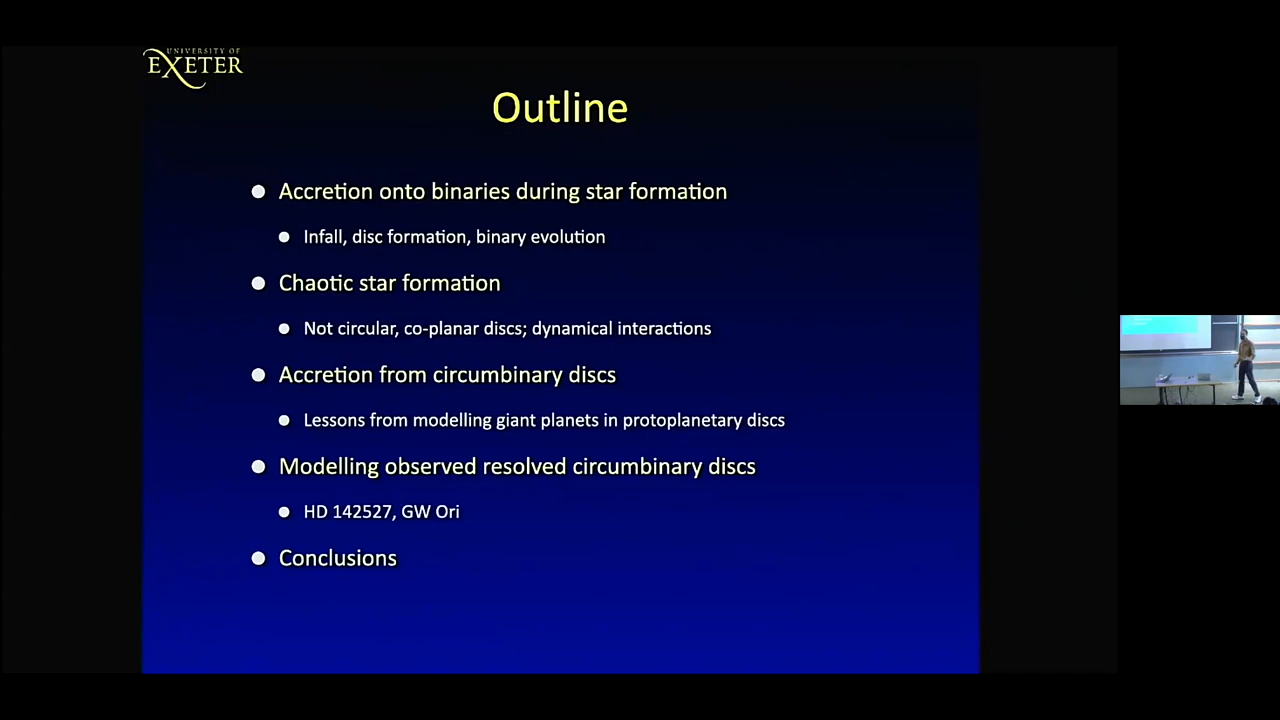 UNIVERSITY OF
EXETER
Outline
Accretion onto binaries during star formation
Infall, disc formation, binary evolution
Chaotic star formation
Not circular, co-planar discs; dynamical interactions
Accretion from circumbinary discs
Lessons from modelling giant planets in protoplanetary discs
Modelling observed resolved circumbinary discs
HD 142527, GW Ori
Conclusions